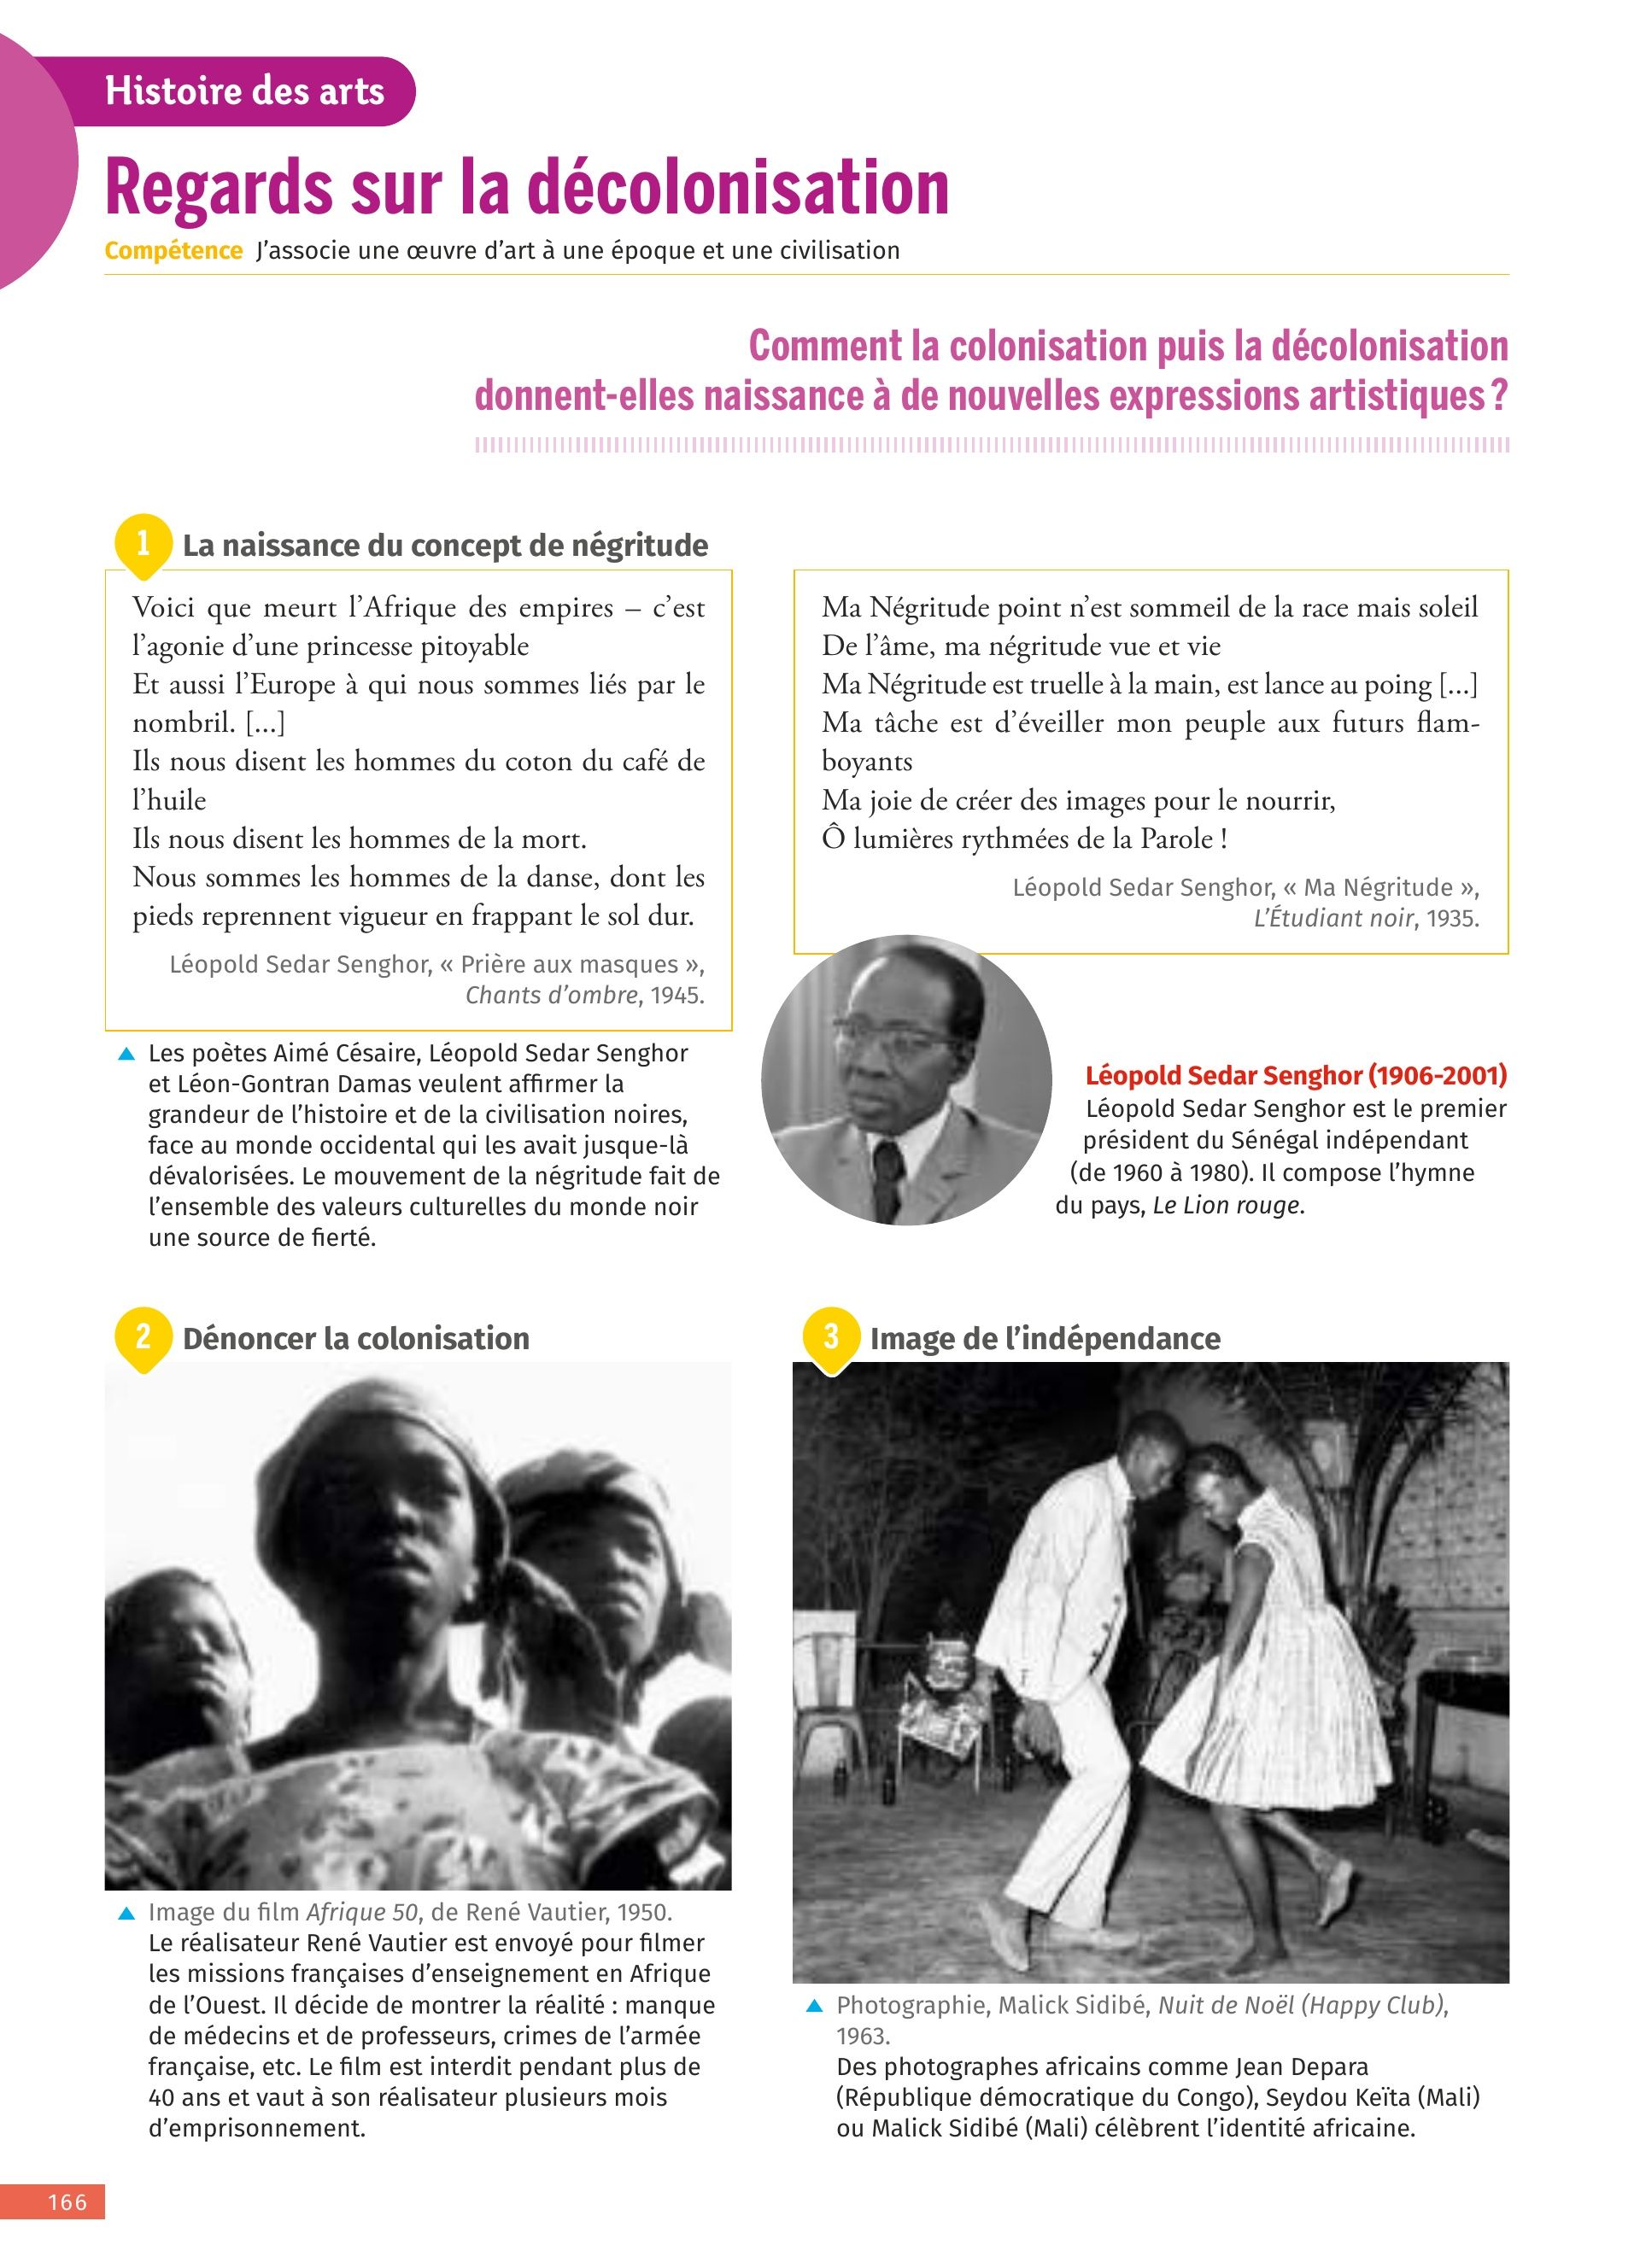 Histoire des arts
Regards sur la décolonisation
Compétence J’associe une œuvre d’art à une époque et une civilisation
Comment la colonisation puis la décolonisation
donnent-elles naissance à de nouvelles expressions artistiques ?
1 La naissance du concept de négritude
Voici que meurt l’Afrique des empires – c’est
l’agonie d’une princesse pitoyable
Et aussi l’Europe à qui nous sommes liés par le
nombril. [...]
Ils nous disent les hommes du coton du café de
l’huile
Ils nous disent les hommes de la mort.
Nous sommes les hommes de la danse, dont les
pieds reprennent vigueur en frappant le sol dur.
Léopold Sedar Senghor, « Prière aux masques »,
Chants d’ombre, 1945.
Les poètes Aimé Césaire, Léopold Sedar Senghor
et Léon-Gontran Damas veulent affirmer la
grandeur de l’histoire et de la civilisation noires,
face au monde occidental qui les avait jusque-là
dévalorisées. Le mouvement de la négritude fait de
l’ensemble des valeurs culturelles du monde noir
une source de fierté.
Ma Négritude point n’est sommeil de la race mais soleil
De l’âme, ma négritude vue et vie
Ma Négritude est truelle à la main, est lance au poing [...]
Ma tâche est d’éveiller mon peuple aux futurs flam-
boyants
Ma joie de créer des images pour le nourrir,
Ô lumières rythmées de la Parole !
Léopold Sedar Senghor, « Ma Négritude »,
L’Étudiant noir, 1935.
Léopold Sedar Senghor (1906-2001)
Léopold Sedar Senghor est le premier
président du Sénégal indépendant
(de 1960 à 1980). Il compose l’hymne
du pays, Le Lion rouge.
2 Dénoncer la colonisation
Image du film Afrique 50, de René Vautier, 1950.
Le réalisateur René Vautier est envoyé pour filmer
les missions françaises d’enseignement en Afrique
de l’Ouest. Il décide de montrer la réalité : manque
de médecins et de professeurs, crimes de l’armée
française, etc. Le film est interdit pendant plus de
40 ans et vaut à son réalisateur plusieurs mois
d’emprisonnement.
3 Image de l’indépendance
Photographie, Malick Sidibé, Nuit de Noël (Happy Club),
1963.
Des photographes africains comme Jean Depara
(République démocratique du Congo), Seydou Keïta (Mali)
ou Malick Sidibé (Mali) célèbrent l’identité africaine.
166